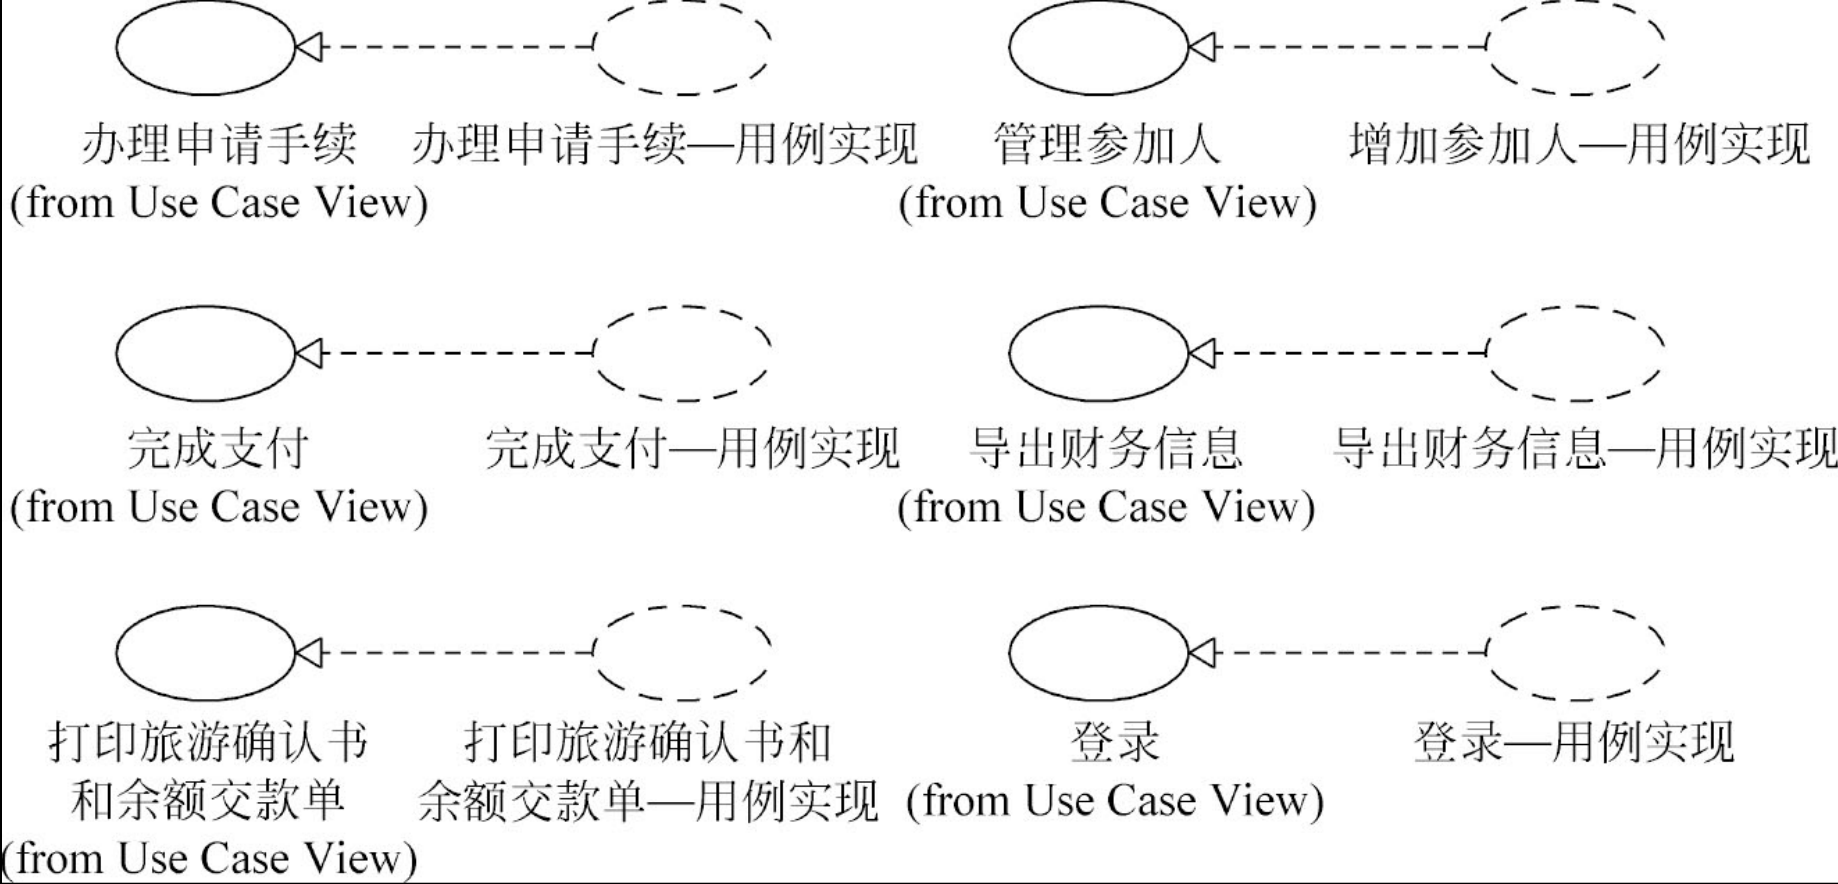 办理申请手续
(from Use Case View)
办理申请手续—用例实现
管理参加人
(from Use Case View)
增加参加人—用例实现
完成支付
(from Use Case View)
完成支付—用例实现
导出财务信息
(from Use Case View)
导出财务信息—用例实现
打印旅游确认书
和余额交款单
(from Use Case View)
打印旅游确认书和
余额交款单—用例实现
登录
(from Use Case View)
登录—用例实现